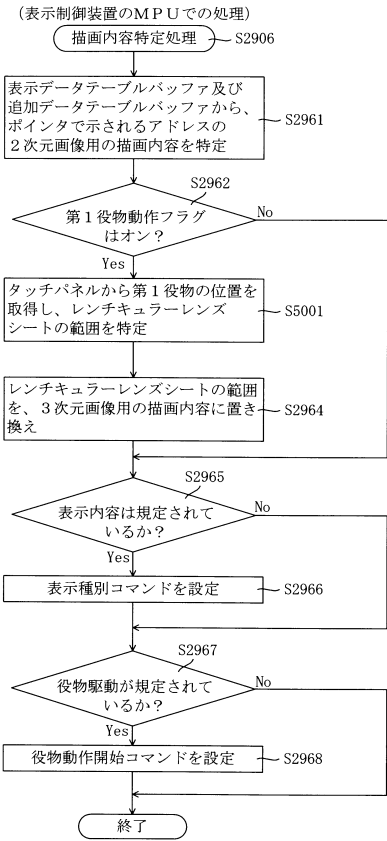 （表示制御装置のＭＰＵでの処理）
描画内容特定処理
S2906
表示データテーブルバッファ及び
追加データテーブルバッファから、
ポインタで示されるアドレスの
２次元画像用の描画内容を特定
S2961
S2962
第１役物動作フラグ
はオン？
No
Yes
タッチパネルから第１役物の位置を
取得し、レンチキュラーレンズ
シートの範囲を特定
S5001
レンチキュラーレンズシートの範囲
を、３次元画像用の描画内容に置き
換え
S2964
S2965
表示内容は規定されて
いるか？
No
Yes
表示種別コマンドを設定
S2966
S2967
役物駆動が規定されて
いるか？
No
Yes
役物動作開始コマンドを設定
S2968
終了